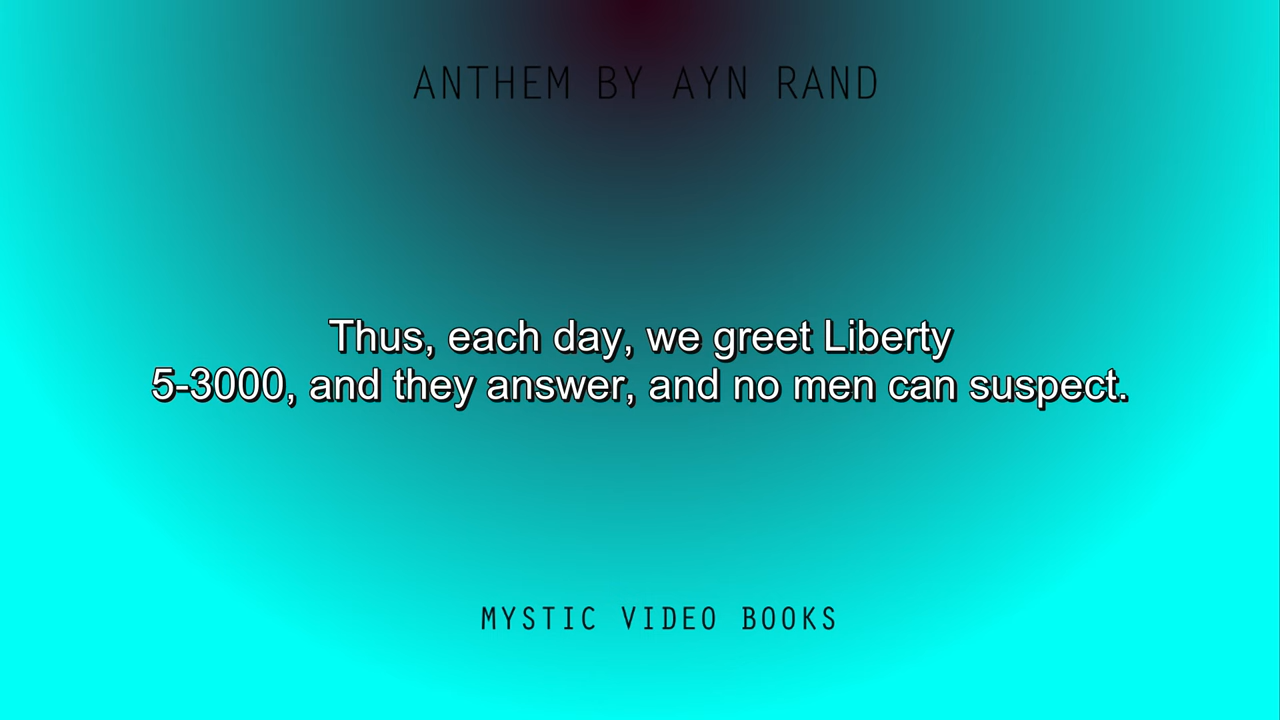 ANTHEM BY AYN RAND
Thus, each day, we greet Liberty
5-3000, and they answer, and no men can suspect.
MYSTIC VIDEO BOOKS